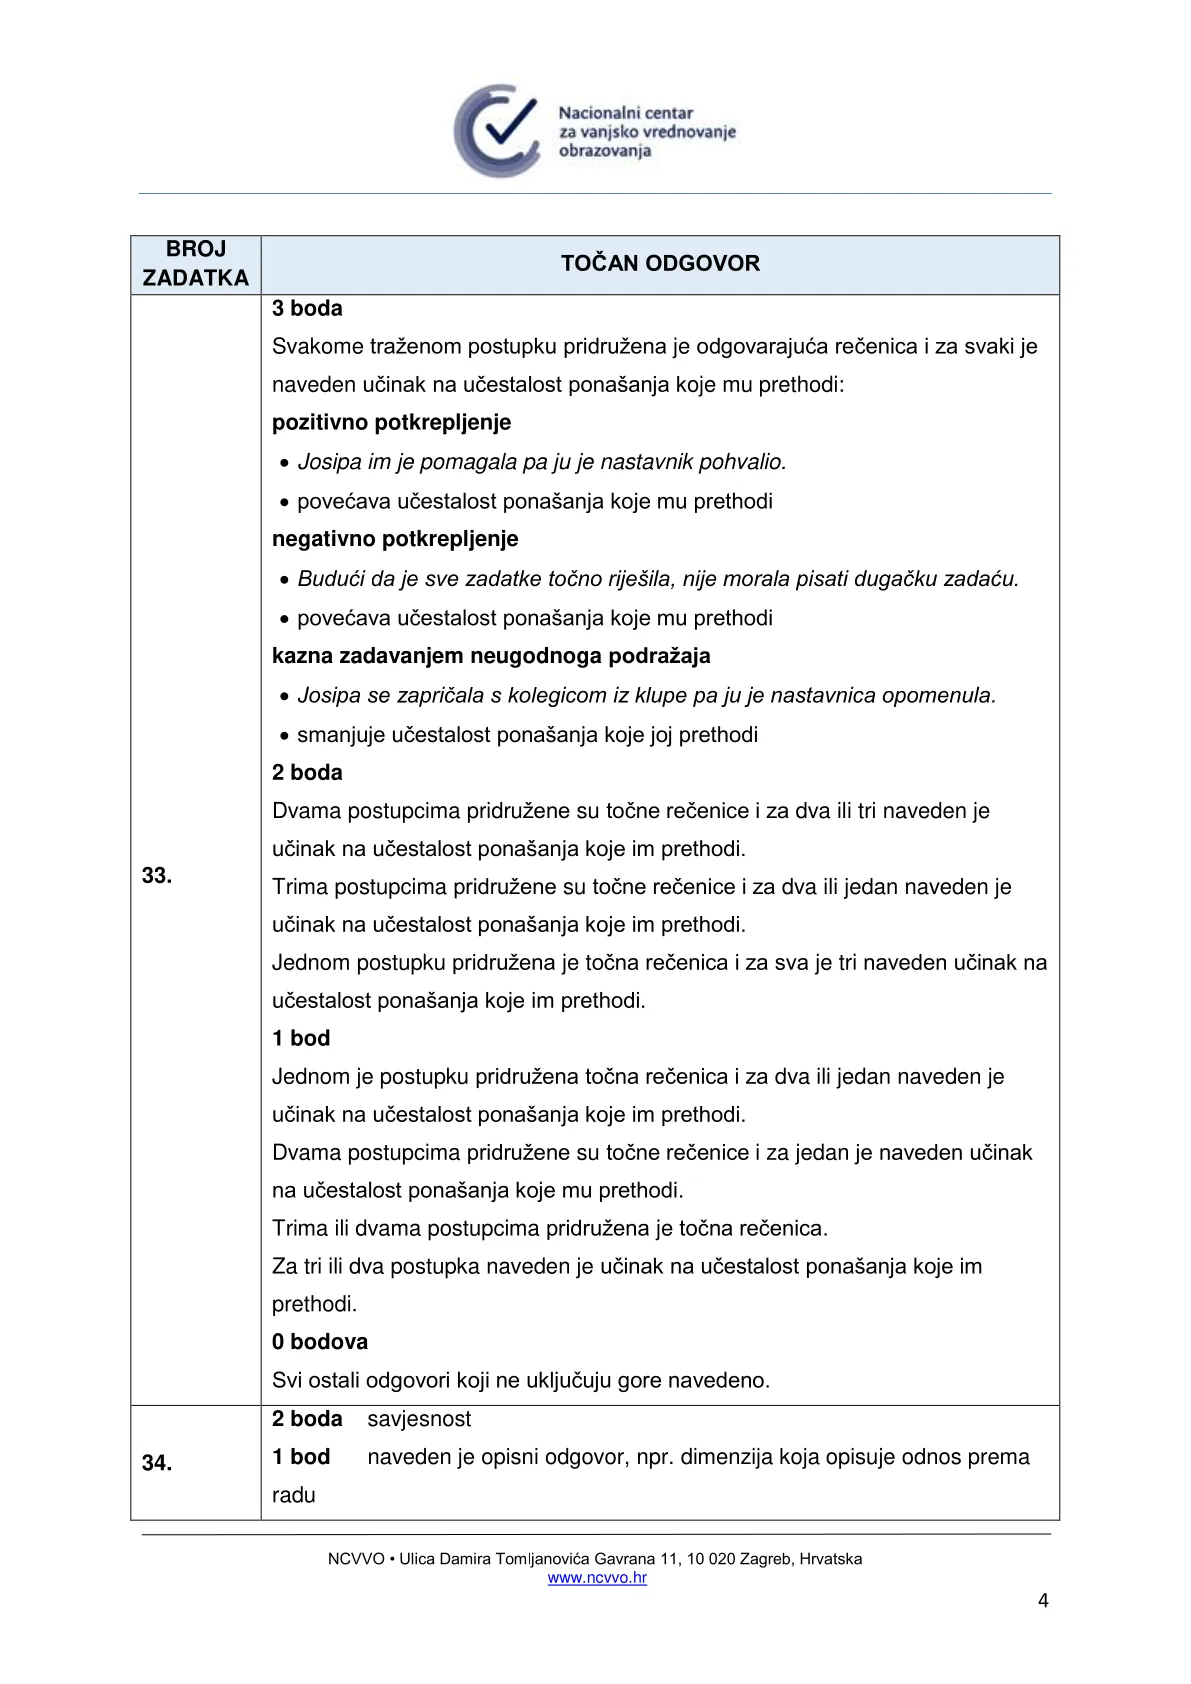 Nacionalni centar
za vanjsko vrednovanje
obrazovanja
BROJ
ZADATKA
TOČAN ODGOVOR
33.
3 boda
Svakome traženom postupku pridružena je odgovarajuća rečenica i za svaki je
naveden učinak na učestalost ponašanja koje mu prethodi:
pozitivno potkrepljenje
• Josipa im je pomagala pa ju je nastavnik pohvalio.
• povećava učestalost ponašanja koje mu prethodi
negativno potkrepljenje
• Budući da je sve zadatke točno riješila, nije morala pisati dugačku zadaću.
• povećava učestalost ponašanja koje mu prethodi
kazna zadavanjem neugodnoga podražaja
• Josipa se zapričala s kolegicom iz klupe pa ju je nastavnica opomenula.
• smanjuje učestalost ponašanja koje joj prethodi
2 boda
Dvama postupcima pridružene su točne rečenice i za dva ili tri naveden je
učinak na učestalost ponašanja koje im prethodi.
Trima postupcima pridružene su točne rečenice i za dva ili jedan naveden je
učinak na učestalost ponašanja koje im prethodi.
Jednom postupku pridružena je točna rečenica i za sva je tri naveden učinak na
učestalost ponašanja koje im prethodi.
1 bod
Jednom je postupku pridružena točna rečenica i za dva ili jedan naveden je
učinak na učestalost ponašanja koje im prethodi.
Dvama postupcima pridružene su točne rečenice i za jedan je naveden učinak
na učestalost ponašanja koje mu prethodi.
Trima ili dvama postupcima pridružena je točna rečenica.
Za tri ili dva postupka naveden je učinak na učestalost ponašanja koje im
prethodi.
0 bodova
Svi ostali odgovori koji ne uključuju gore navedeno.
34.
2 boda savjesnost
1 bod naveden je opisni odgovor, npr. dimenzija koja opisuje odnos prema
radu
NCVVO • Ulica Damira Tomljanovića Gavrana 11, 10 020 Zagreb, Hrvatska
www.ncvvo.hr
4